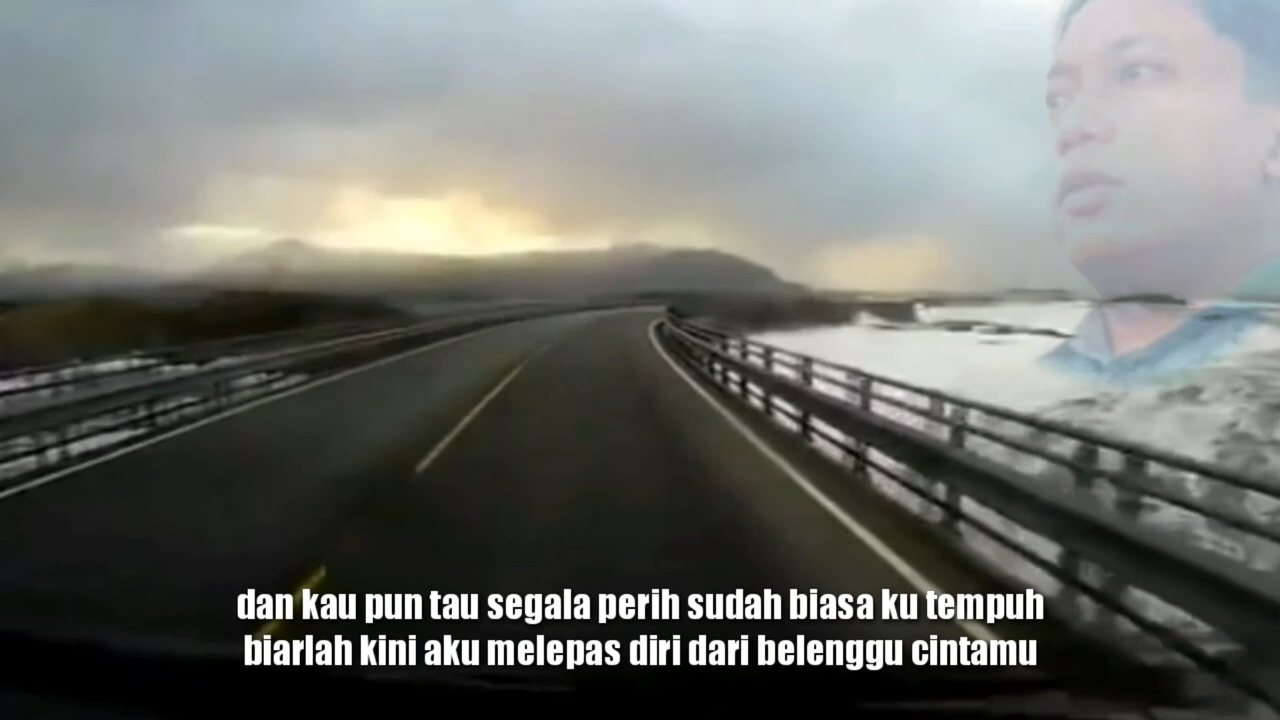 dan kau pun tau segala perih sudah biasa ku tempuh
biarlah kini aku melepas diri dari belenggu cintamu